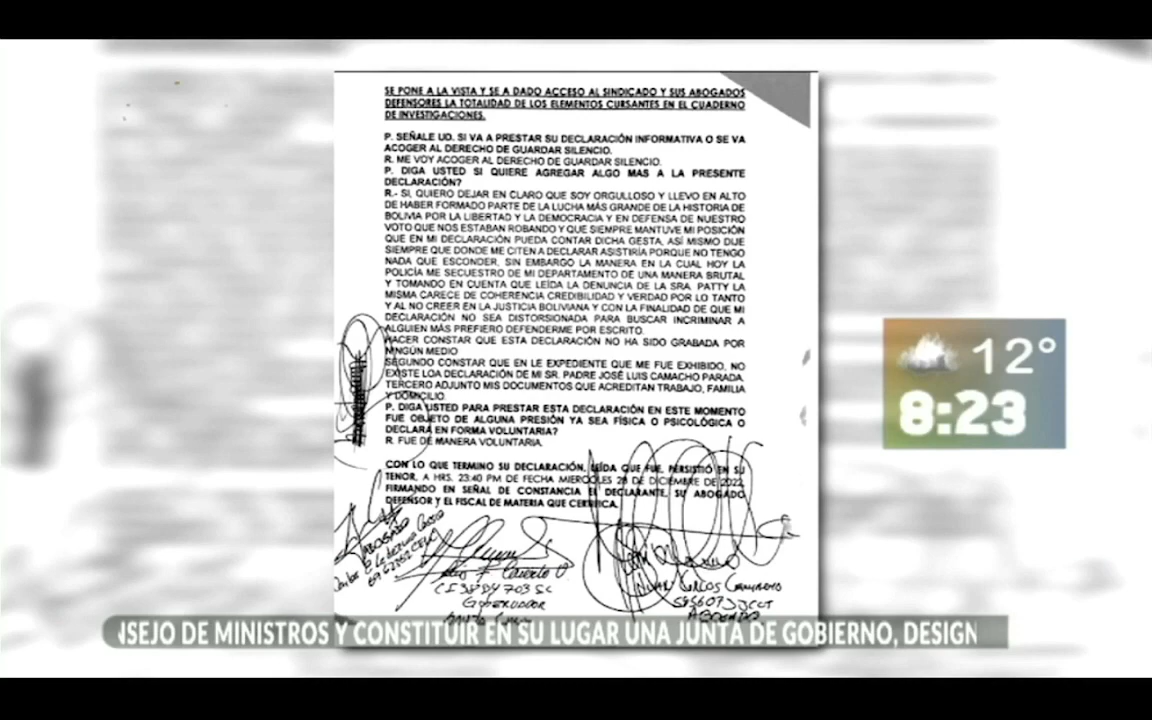 SE PONE A LA VISTA Y SE A DADO ACCESO AL SINDICADO Y SUS ABOGADOS
DEFENSORES LA TOTALIDAD DE LOS ELEMENTOS CURSANTES EN EL CUADERNO
DE INVESTIGACIONES.
P. SEÑALE UD. SI VA A PRESTAR SU DECLARACIÓN INFORMATIVA O SE VA
ACOGER AL DERECHO DE GUARDAR SILENCIO.
R. ME VOY ACOGER AL DERECHO DE GUARDAR SILENCIO.
P. DIGA USTED SI QUIERE AGREGAR ALGO MAS A LA PRESENTE
DECLARACIÓN?
R.- SI, QUIERO DEJAR EN CLARO QUE SOY ORGULLOSO Y LLEVO EN ALTO
DE HABER FORMADO PARTE DE LA LUCHA MÁS GRANDE DE LA HISTORIA DE
BOLIVIA POR LA LIBERTAD Y LA DEMOCRACIA Y EN DEFENSA DE NUESTRO
VOTO QUE NOS ESTABAN ROBANDO Y QUE SIEMPRE MANTUVE MI POSICIÓN
QUE EN MI DECLARACIÓN PUEDA CONTAR DICHA GESTA, ASÍ MISMO DIJE
SIEMPRE QUE DONDE ME CITEN A DECLARAR ASISTIRÍA PORQUE NO TENGO
NADA QUE ESCONDER, SIN EMBARGO LA MANERA EN LA CUAL HOY LA
POLICÍA ME SECUESTRO DE MI DEPARTAMENTO DE UNA MANERA BRUTAL
Y TOMANDO EN CUENTA QUE LEÍDA LA DENUNCIA DE LA SRA. PATTY LA
MISMA CARECE DE COHERENCIA CREDIBILIDAD Y VERDAD POR LO TANTO
Y AL NO CREER EN LA JUSTICIA BOLIVIANA Y CON LA FINALIDAD DE QUE MI
DECLARACIÓN NO SEA DISTORSIONADA PARA BUSCAR INCRIMINAR A
ALGUIEN MÁS PREFIERO DEFENDERME POR ESCRITO.
HACER CONSTAR QUE ESTA DECLARACIÓN NO HA SIDO GRABADA POR
NINGÚN MEDIO
SEGUNDO CONSTAR QUE EN LE EXPEDIENTE QUE ME FUE EXHIBIDO, NO
EXISTE LOA DECLARACIÓN DE MI SR. PADRE JOSÉ LUIS CAMACHO PARADA.
TERCERO ADJUNTO MIS DOCUMENTOS QUE ACREDITAN TRABAJO, FAMILIA
Y DOMICILIO.
P. DIGA USTED PARA PRESTAR ESTA DECLARACIÓN EN ESTE MOMENTO
FUE OBJETO DE ALGUNA PRESIÓN YA SEA FÍSICA O PSICOLÓGICA O
DECLARA EN FORMA VOLUNTARIA?
R. FUE DE MANERA VOLUNTARIA.
CON LO QUE TERMINO SU DECLARACIÓN, LEÍDA QUE FUE, PERSISTIÓ EN SU
TENOR, A HRS. 23:40 PM DE FECHA MIERCOLES 28 DE DICIEMBRE DE 2022,
FIRMANDO EN SEÑAL DE CONSTANCIA EL DECLARANTE, SU ABOGADO
DEFENSOR Y EL FISCAL DE MATERIA QUE CERTIFICA.
ABOGADO
GOBERNADOR
JUAN CARLOS CAMACHO
ABOGADO
12°
8:23
NSEJO DE MINISTROS Y CONSTITUIR EN SU LUGAR UNA JUNTA DE GOBIERNO, DESIGN